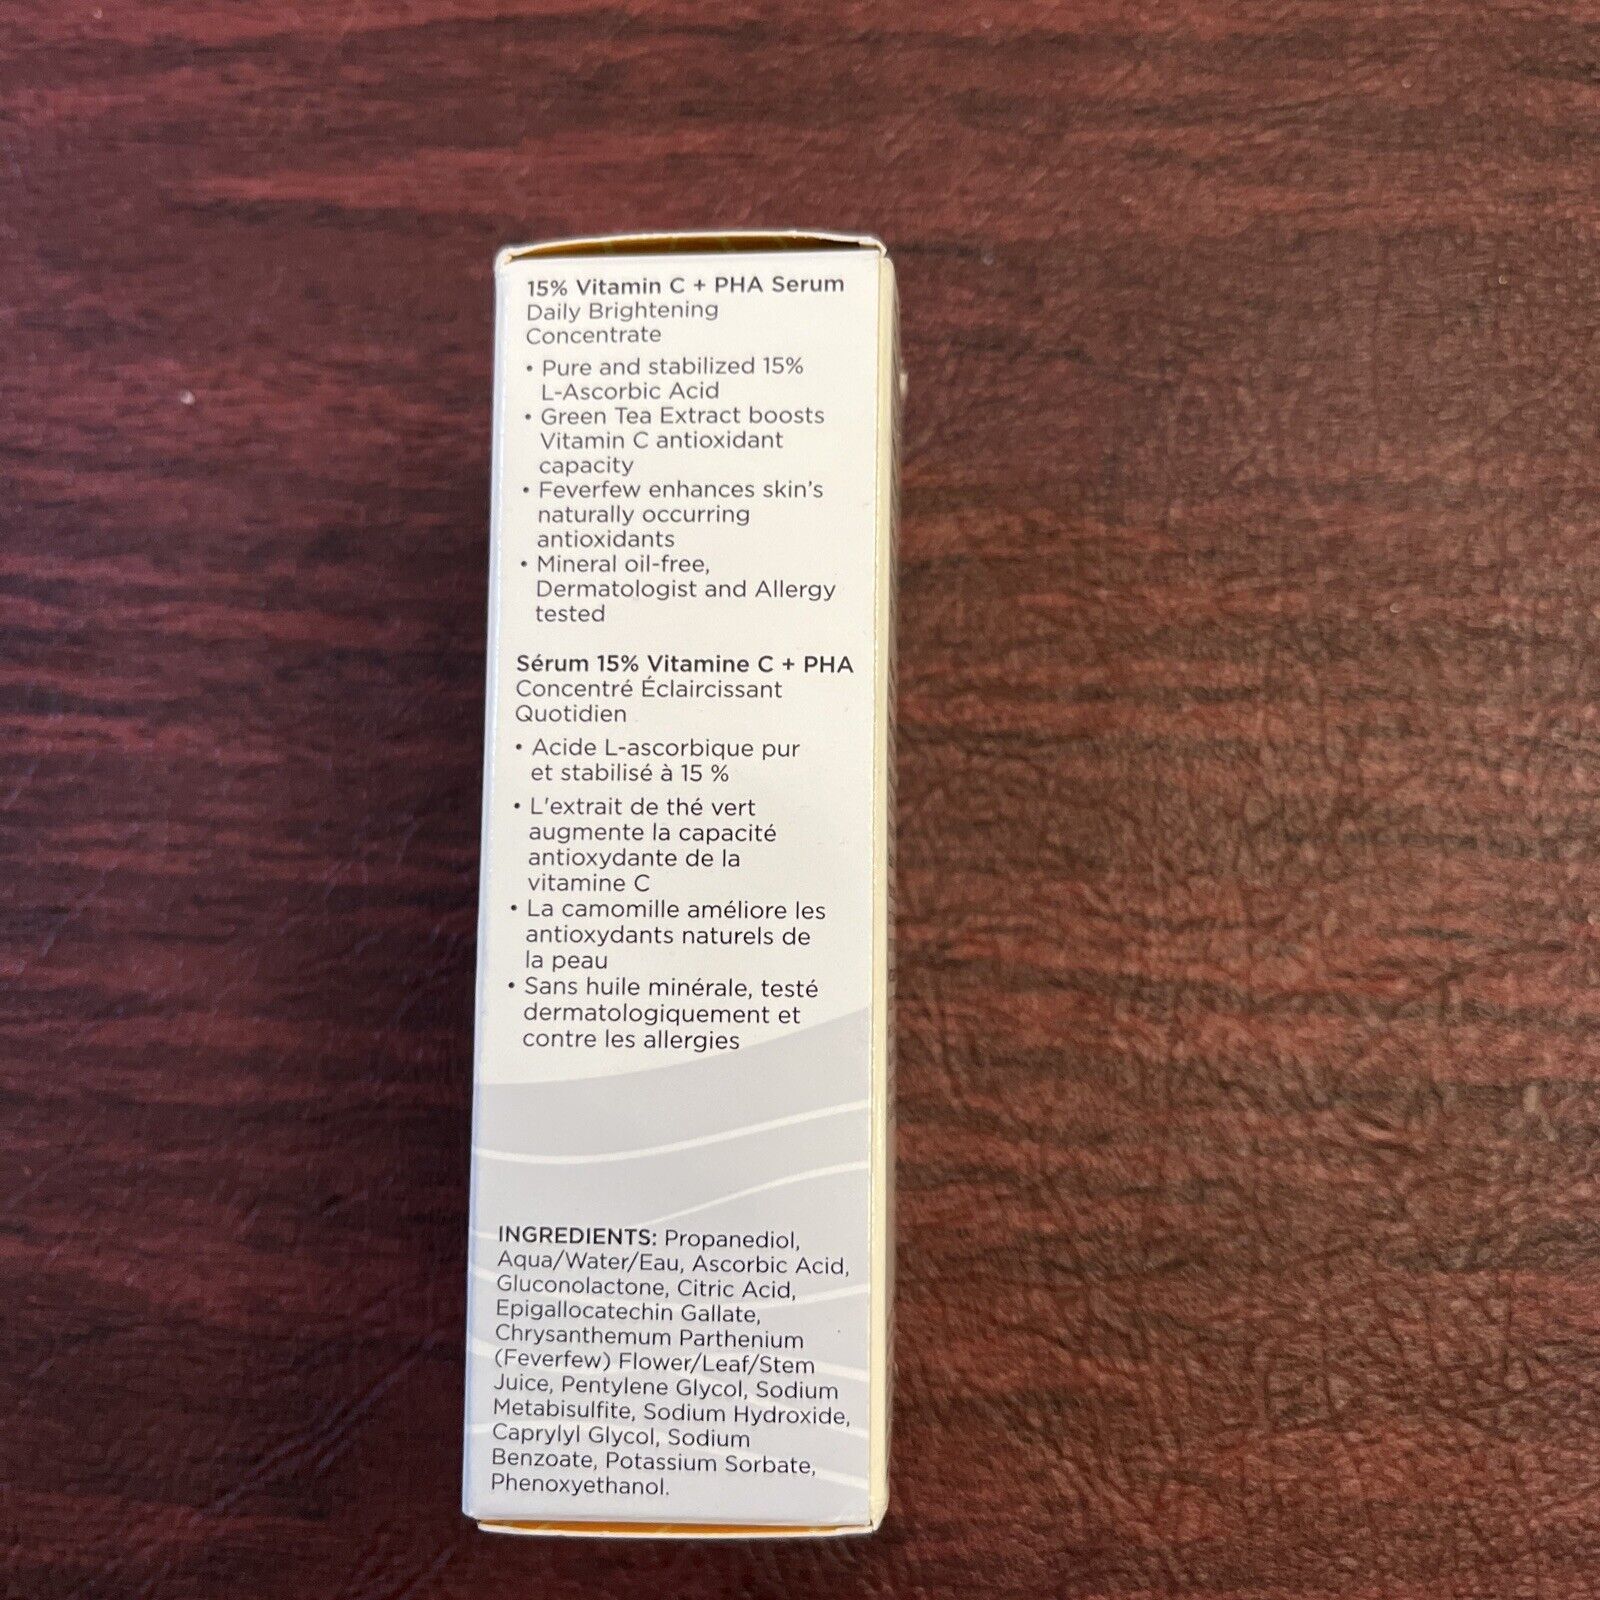 15% Vitamin C + PHA Serum
Daily Brightening
Concentrate
• Pure and stabilized 15%
L-Ascorbic Acid
• Green Tea Extract boosts
Vitamin C antioxidant
capacity
• Feverfew enhances skin's
naturally occurring
antioxidants
• Mineral oil-free,
Dermatologist and Allergy
tested
Sérum 15% Vitamine C + PHA
Concentré Éclaircissant
Quotidien
• Acide L-ascorbique pur
et stabilisé à 15 %
• L'extrait de thé vert
augmente la capacité
antioxydante de la
vitamine C
• La camomille améliore les
antioxydants naturels de
la peau
• Sans huile minérale, testé
dermatologiquement et
contre les allergies
INGREDIENTS: Propanediol,
Aqua/Water/Eau, Ascorbic Acid,
Gluconolactone, Citric Acid,
Epigallocatechin Gallate,
Chrysanthemum Parthenium
(Feverfew) Flower/Leaf/Stem
Juice, Pentylene Glycol, Sodium
Metabisulfite, Sodium Hydroxide,
Caprylyl Glycol, Sodium
Benzoate, Potassium Sorbate,
Phenoxyethanol.